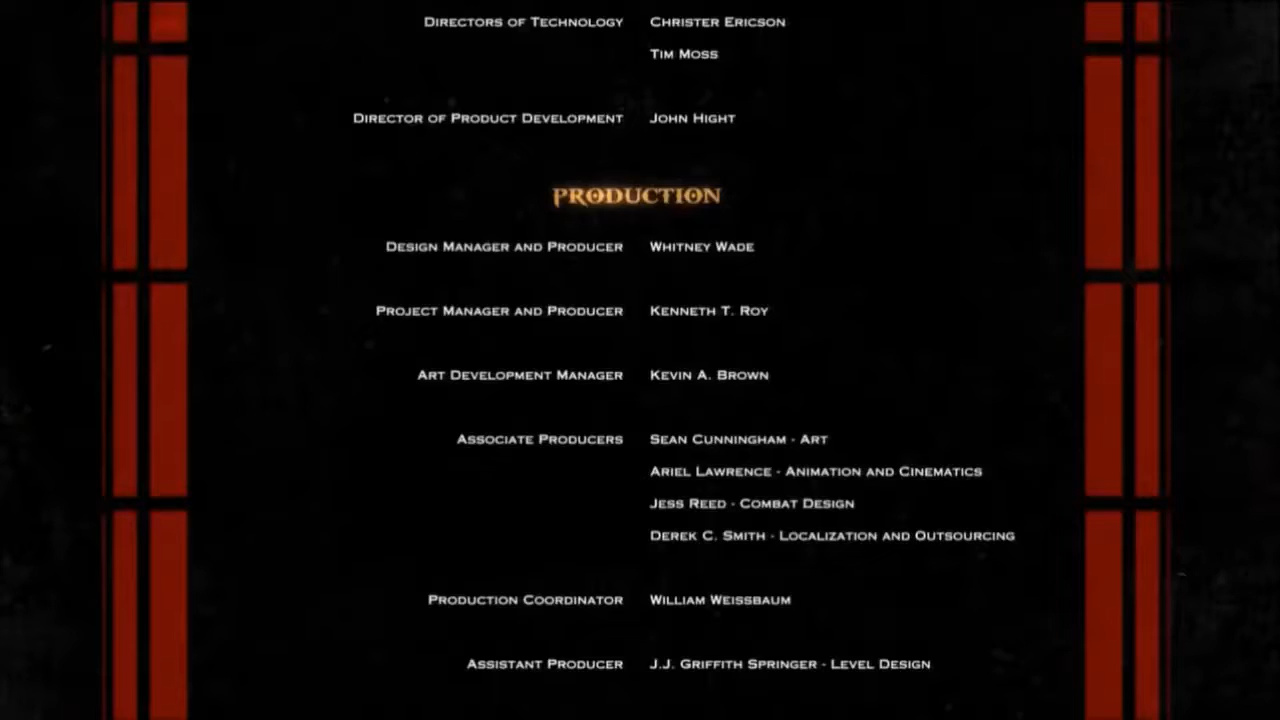 Directors of Technology Christer Ericson
Tim Moss
Director of Product Development John Hight
PRODUCTION
Design Manager and Producer Whitney Wade
Project Manager and Producer Kenneth T. Roy
Art Development Manager Kevin A. Brown
Associate Producers Sean Cunningham - Art
Ariel Lawrence - Animation and Cinematics
Jess Reed - Combat Design
Derek C. Smith - Localization and Outsourcing
Production Coordinator William Weissbaum
Assistant Producer J.J. Griffith Springer - Level Design